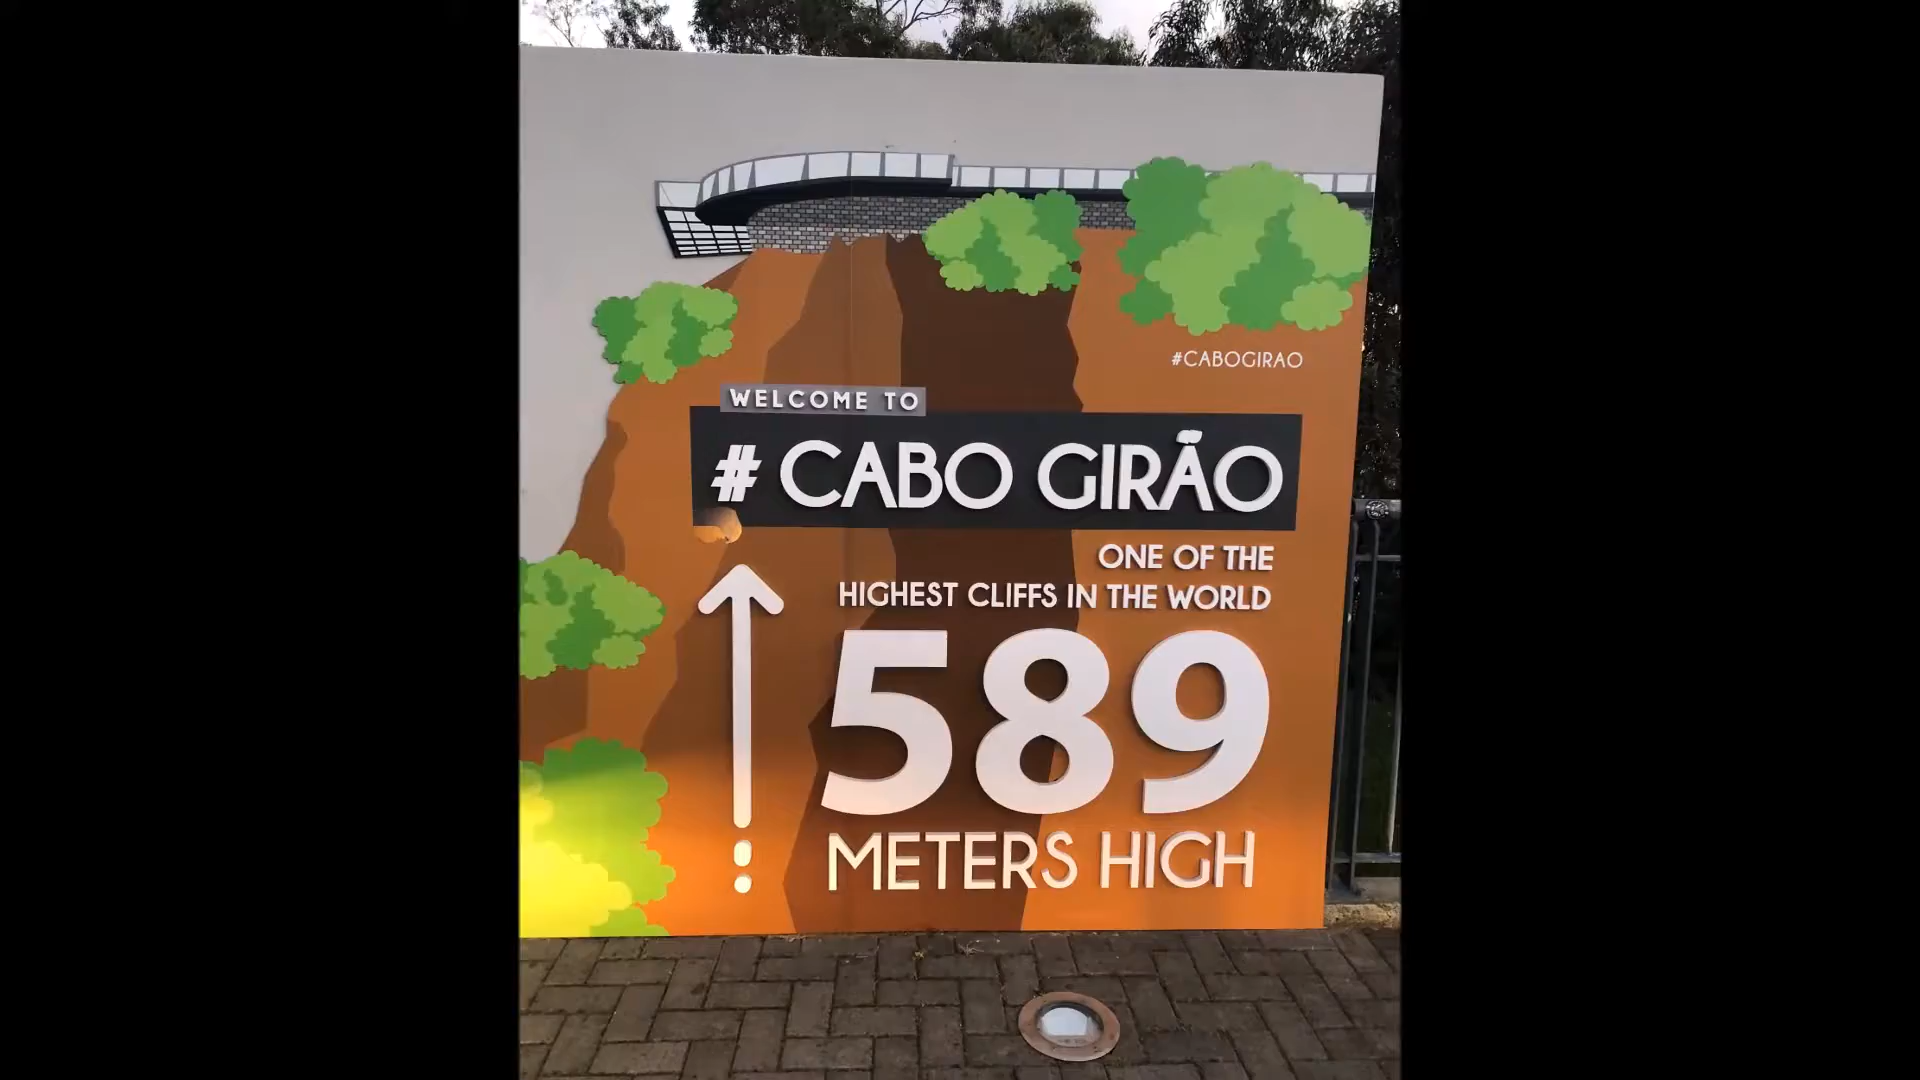 #CABOGIRAO
WELCOME TO
# CABO GIRÃO
ONE OF THE
HIGHEST CLIFFS IN THE WORLD
589
METERS HIGH